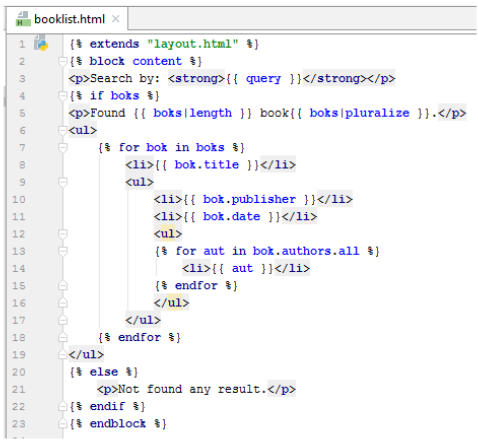 booklist.html ×
1 {% extends "layout.html" %}
2 {% block content %}
3 <p>Search by: <strong>{{ query }}</strong></p>
4 {% if boks %}
5 <p>Found {{ boks|length }} book{{ boks|pluralize }}.</p>
6 <ul>
7     {% for bok in boks %}
8         <li>{{ bok.title }}</li>
9         <ul>
10             <li>{{ bok.publisher }}</li>
11             <li>{{ bok.date }}</li>
12             <ul>
13             {% for aut in bok.authors.all %}
14                 <li>{{ aut }}</li>
15             {% endfor %}
16             </ul>
17         </ul>
18     {% endfor %}
19 </ul>
20 {% else %}
21     <p>Not found any result.</p>
22 {% endif %}
23 {% endblock %}